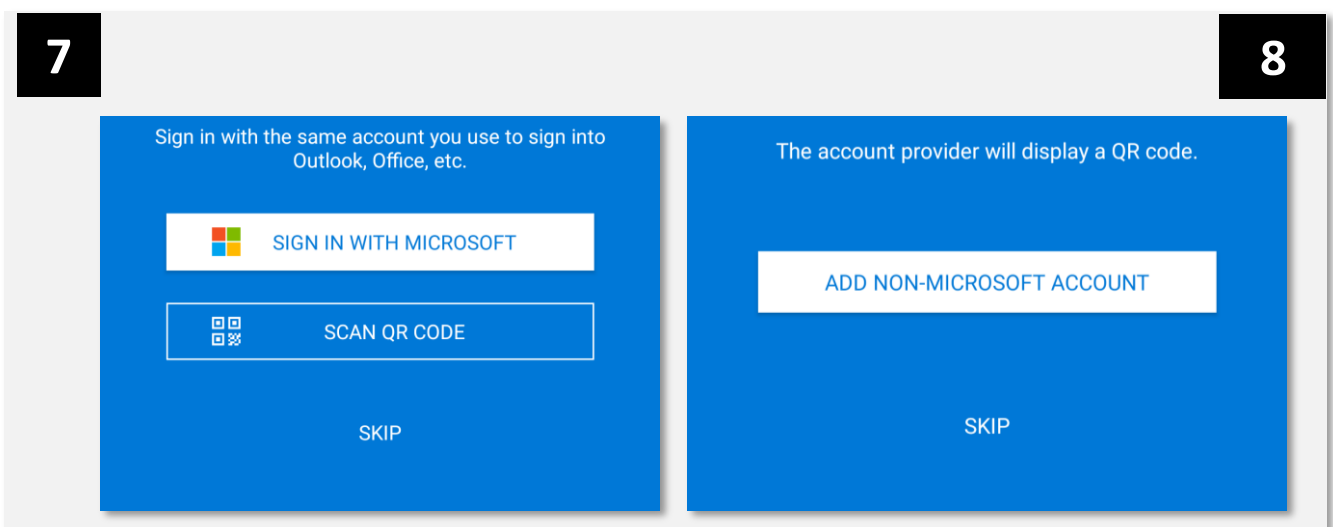 7
8
Sign in with the same account you use to sign into
Outlook, Office, etc.
SIGN IN WITH MICROSOFT
SCAN QR CODE
SKIP
The account provider will display a QR code.
ADD NON-MICROSOFT ACCOUNT
SKIP